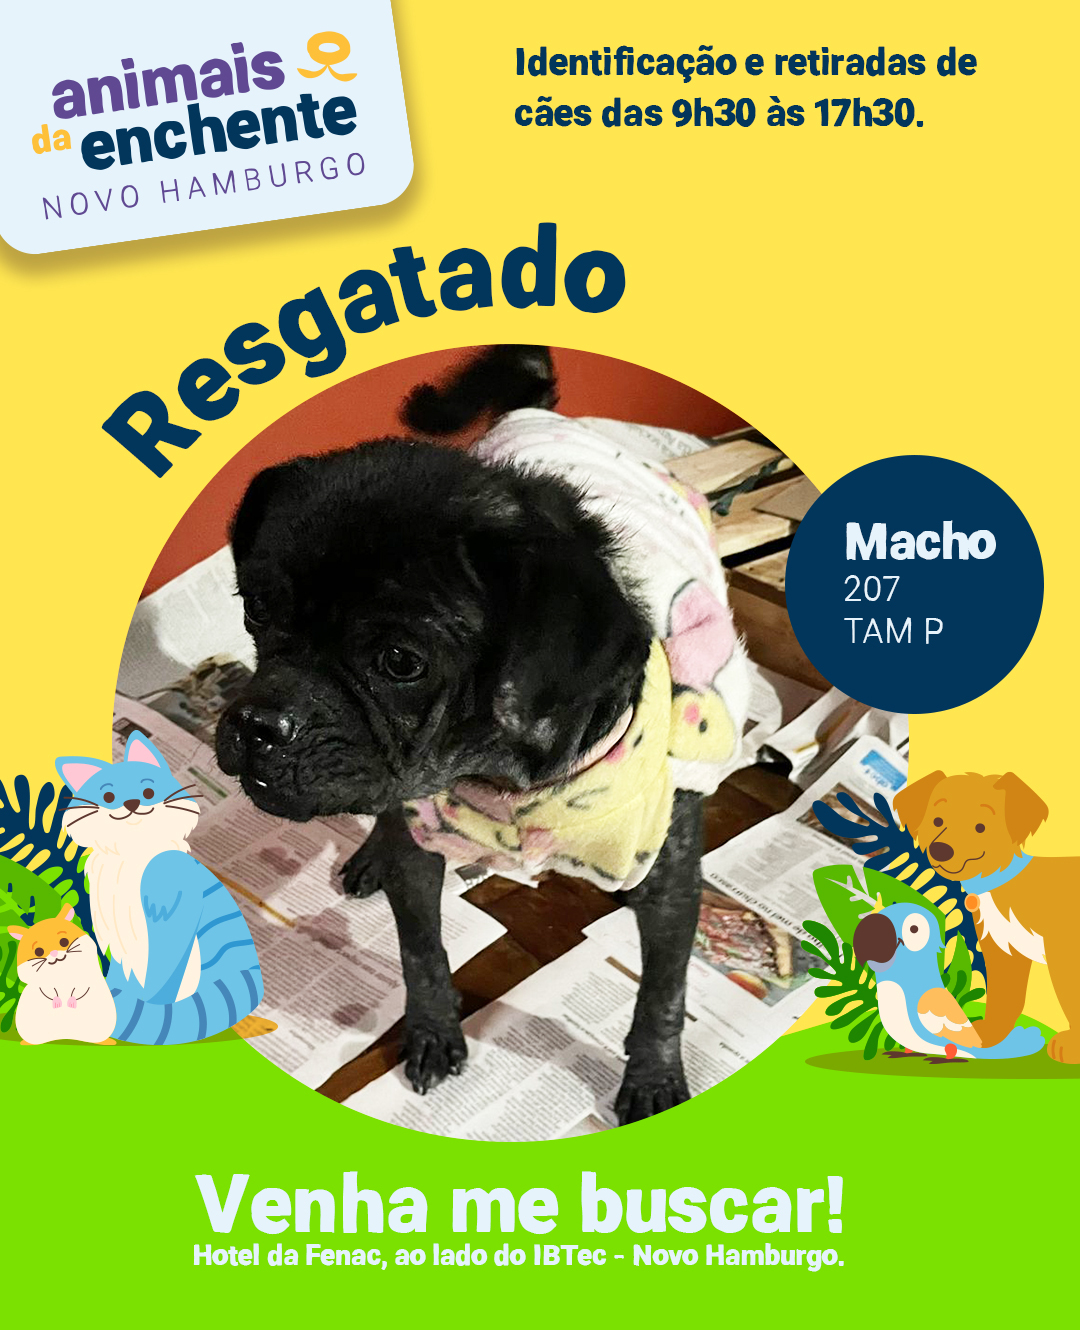 animais
da enchente
NOVO HAMBURGO
Identificação e retiradas de
cães das 9h30 às 17h30.
Resgatado
Macho
207
TAM P
Venha me buscar!
Hotel da Fenac, ao lado do IBTec - Novo Hamburgo.